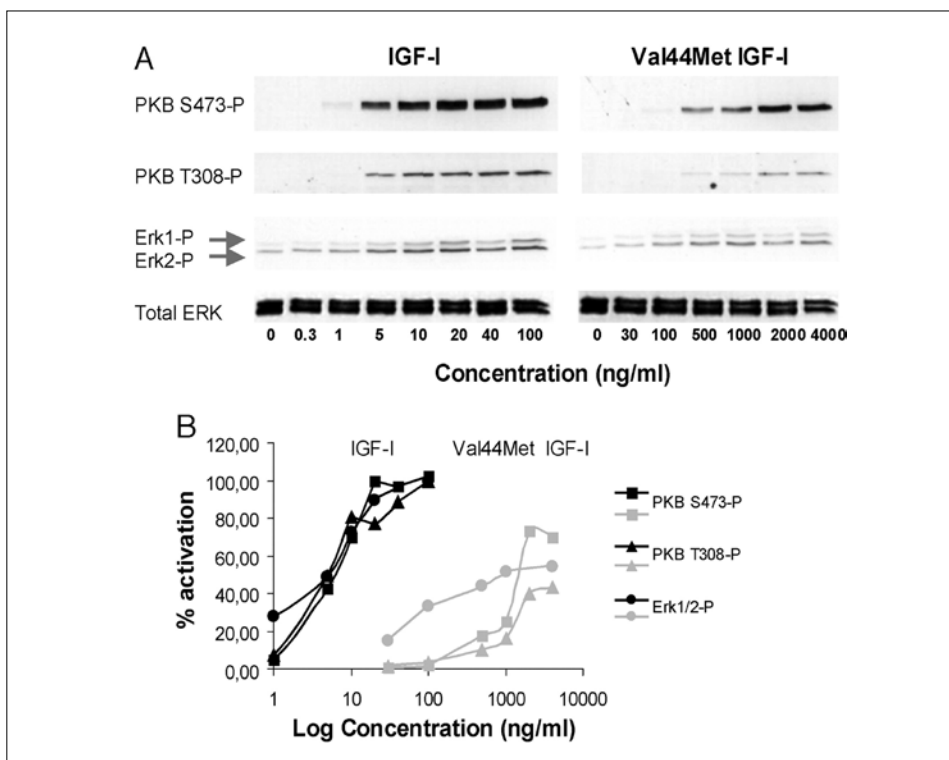 A
IGF-I
Val44Met IGF-I
PKB S473-P
PKB T308-P
Erk1-P
Erk2-P
Total ERK
0 0.3 1 5 10 20 40 100
0 30 100 500 1000 2000 4000
Concentration (ng/ml)
B
IGF-I
Val44Met IGF-I
120,00
100,00
80,00
60,00
40,00
20,00
0,00
% activation
1 10 100 1000 10000
Log Concentration (ng/ml)
PKB S473-P
PKB T308-P
Erk1/2-P